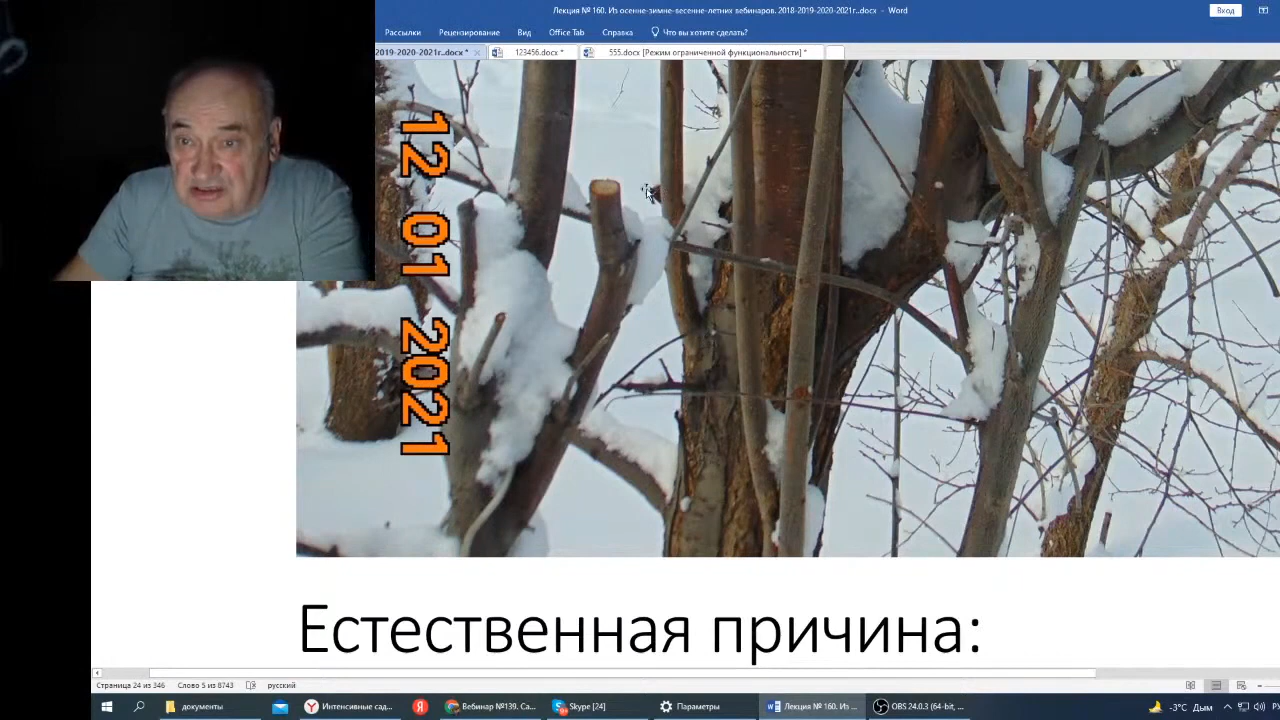 Лекция № 160. Из осенне-зимне-весенне-летних вебинаров. 2018-2019-2020-2021г..docx - Word
Вход
Рассылки Рецензирование Вид Office Tab Справка Что вы хотите сделать?
2019-2020-2021г..docx * 123456.docx * 555.docx [Режим ограниченной функциональности] *
12 01 2021
Естественная причина:
Страница 24 из 346 Слово 5 из 8743 русский
документы Интенсивные сад... Вебинар №139. Са... Skype [24] Параметры Лекция № 160. Из ... OBS 24.0.3 (64-bit, ... -3°C Дым